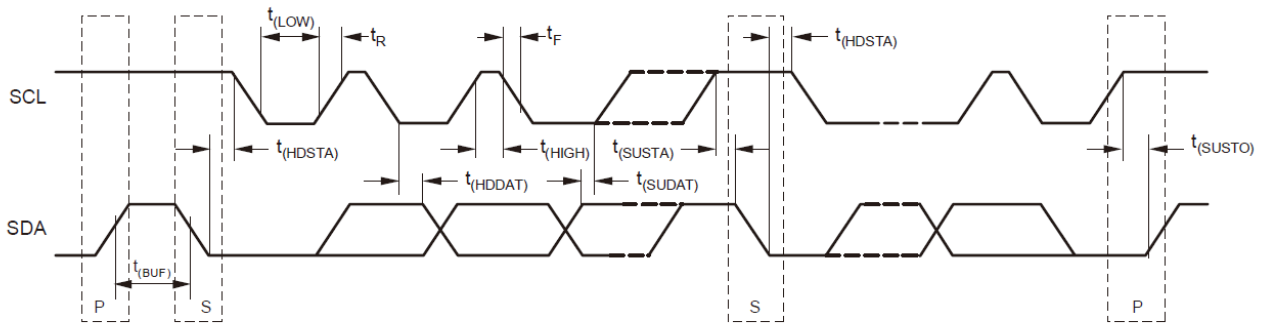 t(LOW)
tR
tF
t(HDSTA)
SCL
t(HDSTA)
t(HIGH)
t(SUSTA)
t(SUSTO)
t(HDDAT)
t(SUDAT)
SDA
t(BUF)
P
S
S
P